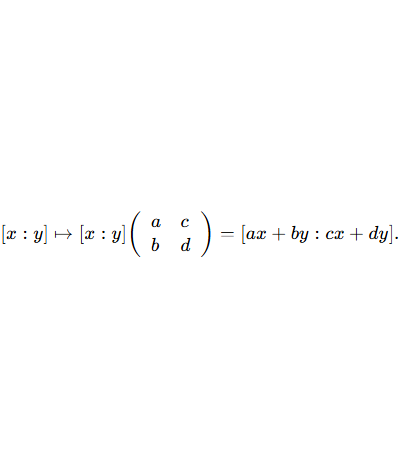 [x : y] ↦ [x : y] ( a c ; b d ) = [ax + by : cx + dy].